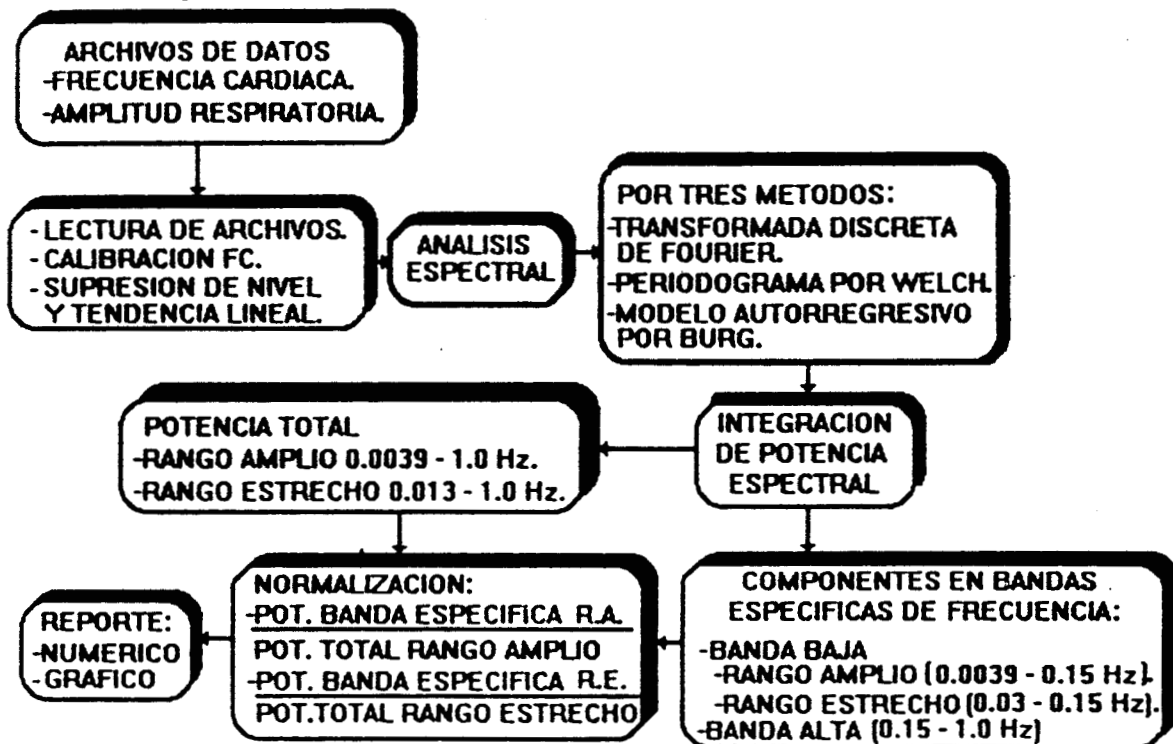 ARCHIVOS DE DATOS
-FRECUENCIA CARDIACA.
-AMPLITUD RESPIRATORIA.
- LECTURA DE ARCHIVOS.
- CALIBRACION FC.
- SUPRESION DE NIVEL
Y TENDENCIA LINEAL.
ANALISIS
ESPECTRAL
POR TRES METODOS:
-TRANSFORMADA DISCRETA
DE FOURIER.
-PERIODOGRAMA POR WELCH.
-MODELO AUTORREGRESIVO
POR BURG.
INTEGRACION
DE POTENCIA
ESPECTRAL
POTENCIA TOTAL
-RANGO AMPLIO 0.0039 - 1.0 Hz.
-RANGO ESTRECHO 0.013 - 1.0 Hz.
COMPONENTES EN BANDAS
ESPECIFICAS DE FRECUENCIA:
-BANDA BAJA
-RANGO AMPLIO (0.0039 - 0.15 Hz).
-RANGO ESTRECHO (0.03 - 0.15 Hz).
-BANDA ALTA (0.15 - 1.0 Hz)
NORMALIZACION:
-POT. BANDA ESPECIFICA R.A.
POT. TOTAL RANGO AMPLIO
-POT. BANDA ESPECIFICA R.E.
POT.TOTAL RANGO ESTRECHO
REPORTE:
-NUMERICO
-GRAFICO